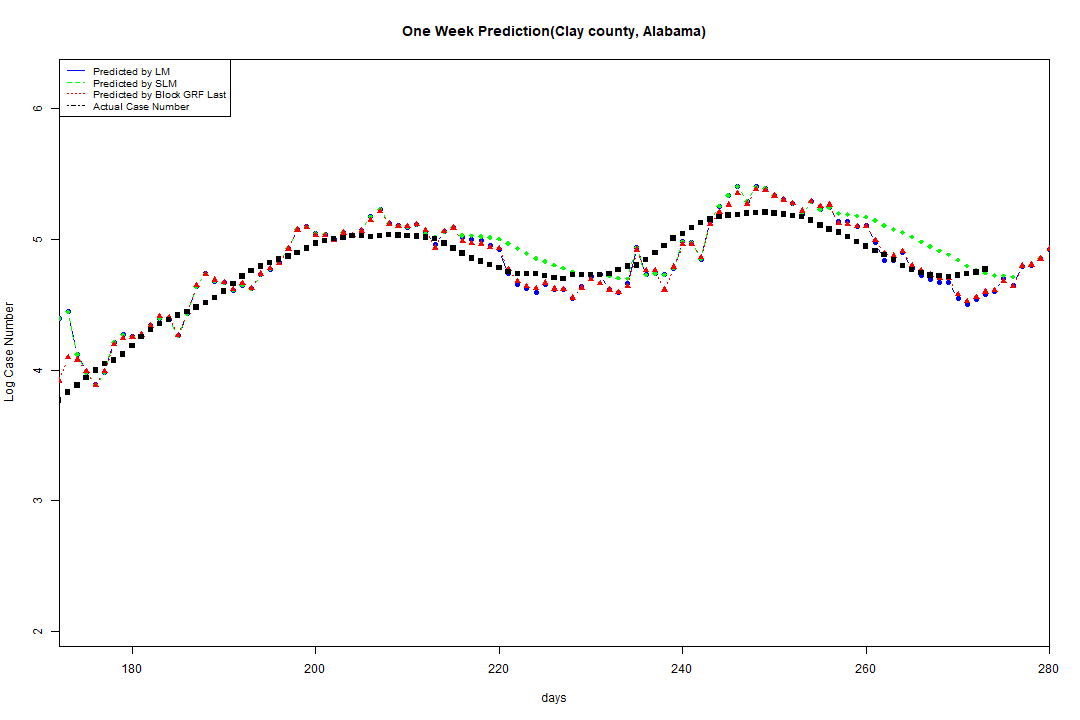 One Week Prediction(Clay county, Alabama)
Predicted by LM
Predicted by SLM
Predicted by Block GRF Last
Actual Case Number
6
5
4
3
2
Log Case Number
180 200 220 240 260 280
days